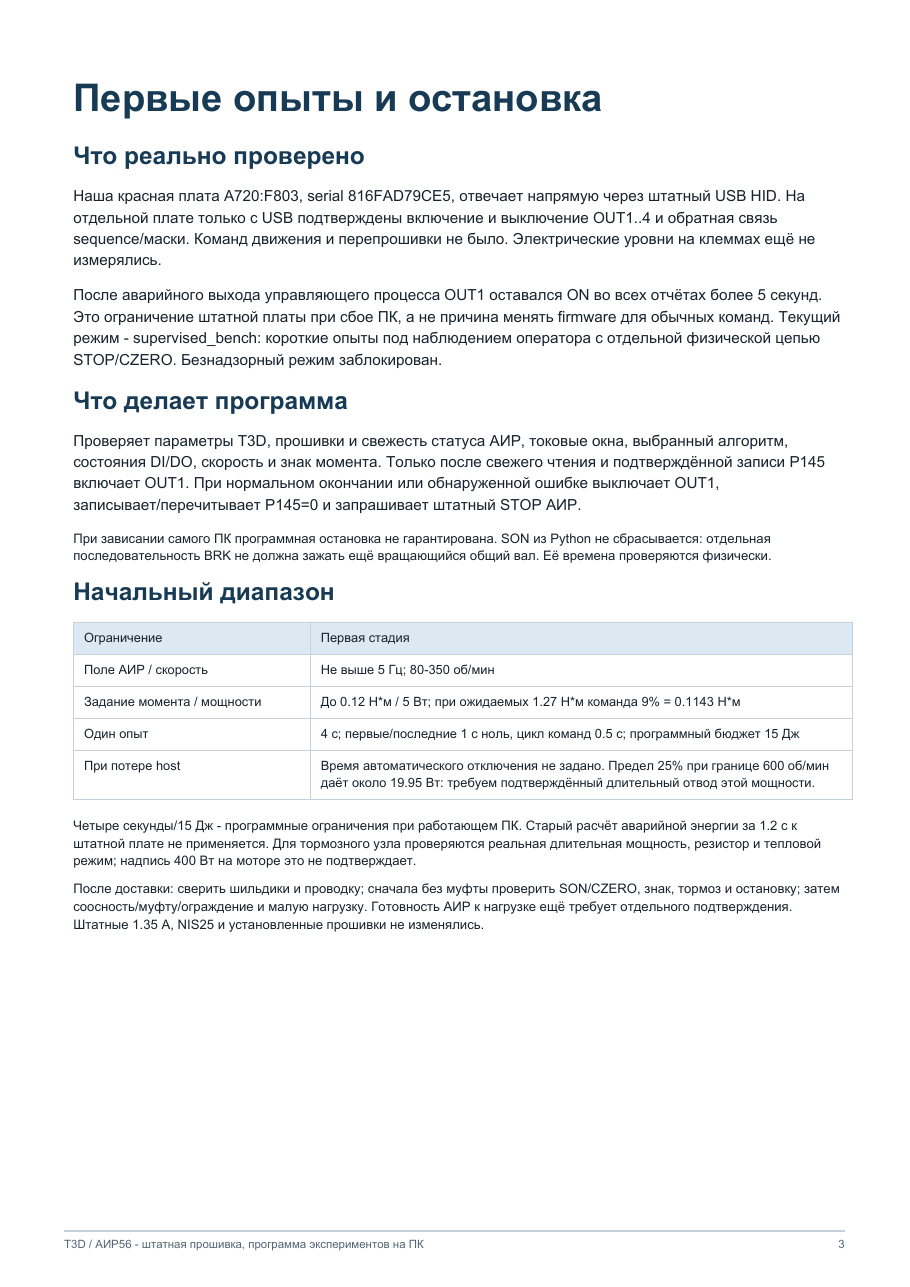 Первые опыты и остановка
Что реально проверено
Наша красная плата A720:F803, serial 816FAD79CE5, отвечает напрямую через штатный USB HID. На
отдельной плате только с USB подтверждены включение и выключение OUT1..4 и обратная связь
sequence/маски. Команд движения и перепрошивки не было. Электрические уровни на клеммах ещё не
измерялись.
После аварийного выхода управляющего процесса OUT1 оставался ON во всех отчётах более 5 секунд.
Это ограничение штатной платы при сбое ПК, а не причина менять firmware для обычных команд. Текущий
режим - supervised_bench: короткие опыты под наблюдением оператора с отдельной физической цепью
STOP/CZERO. Безнадзорный режим заблокирован.
Что делает программа
Проверяет параметры T3D, прошивки и свежесть статуса АИР, токовые окна, выбранный алгоритм,
состояния DI/DO, скорость и знак момента. Только после свежего чтения и подтверждённой записи P145
включает OUT1. При нормальном окончании или обнаруженной ошибке выключает OUT1,
записывает/перечитывает P145=0 и запрашивает штатный STOP АИР.
При зависании самого ПК программная остановка не гарантирована. SON из Python не сбрасывается: отдельная
последовательность BRK не должна зажать ещё вращающийся общий вал. Её времена проверяются физически.
Начальный диапазон
Ограничение Первая стадия
Поле АИР / скорость Не выше 5 Гц; 80-350 об/мин
Задание момента / мощности До 0.12 Н*м / 5 Вт; при ожидаемых 1.27 Н*м команда 9% = 0.1143 Н*м
Один опыт 4 с; первые/последние 1 с ноль, цикл команд 0.5 с; программный бюджет 15 Дж
При потере host Время автоматического отключения не задано. Предел 25% при границе 600 об/мин
даёт около 19.95 Вт: требуем подтверждённый длительный отвод этой мощности.
Четыре секунды/15 Дж - программные ограничения при работающем ПК. Старый расчёт аварийной энергии за 1.2 с к
штатной плате не применяется. Для тормозного узла проверяются реальная длительная мощность, резистор и тепловой
режим; надпись 400 Вт на моторе это не подтверждает.
После доставки: сверить шильдики и проводку; сначала без муфты проверить SON/CZERO, знак, тормоз и остановку; затем
соосность/муфту/ограждение и малую нагрузку. Готовность АИР к нагрузке ещё требует отдельного подтверждения.
Штатные 1.35 А, NIS25 и установленные прошивки не изменялись.
T3D / АИР56 - штатная прошивка, программа экспериментов на ПК 3